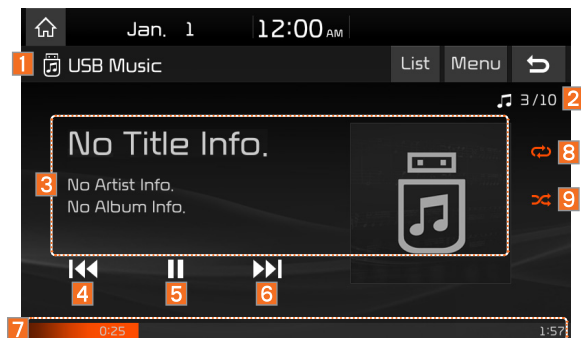 Jan. 1 12:00 AM
1 USB Music List Menu
3/10 2
No Title Info.
8
3 No Artist Info.
No Album Info.
9
4 5 6
7 0:25 1:57